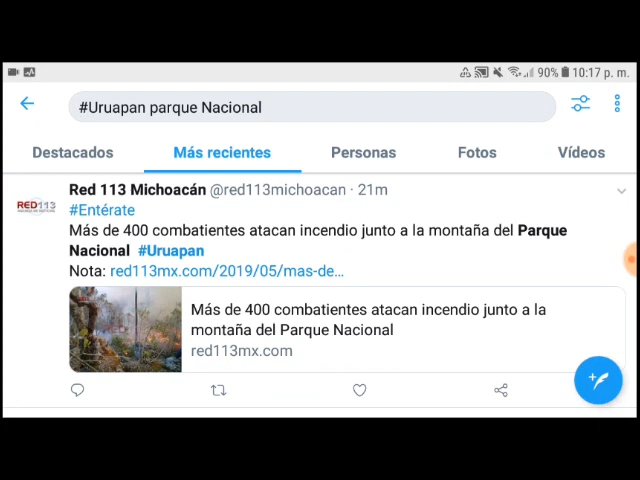 90% 10:17 p. m.
#Uruapan parque Nacional
Destacados Más recientes Personas Fotos Vídeos
Red 113 Michoacán @red113michoacan · 21m
RED113
#Entérate
Más de 400 combatientes atacan incendio junto a la montaña del Parque
Nacional #Uruapan
Nota: red113mx.com/2019/05/mas-de...
Más de 400 combatientes atacan incendio junto a la
montaña del Parque Nacional
red113mx.com